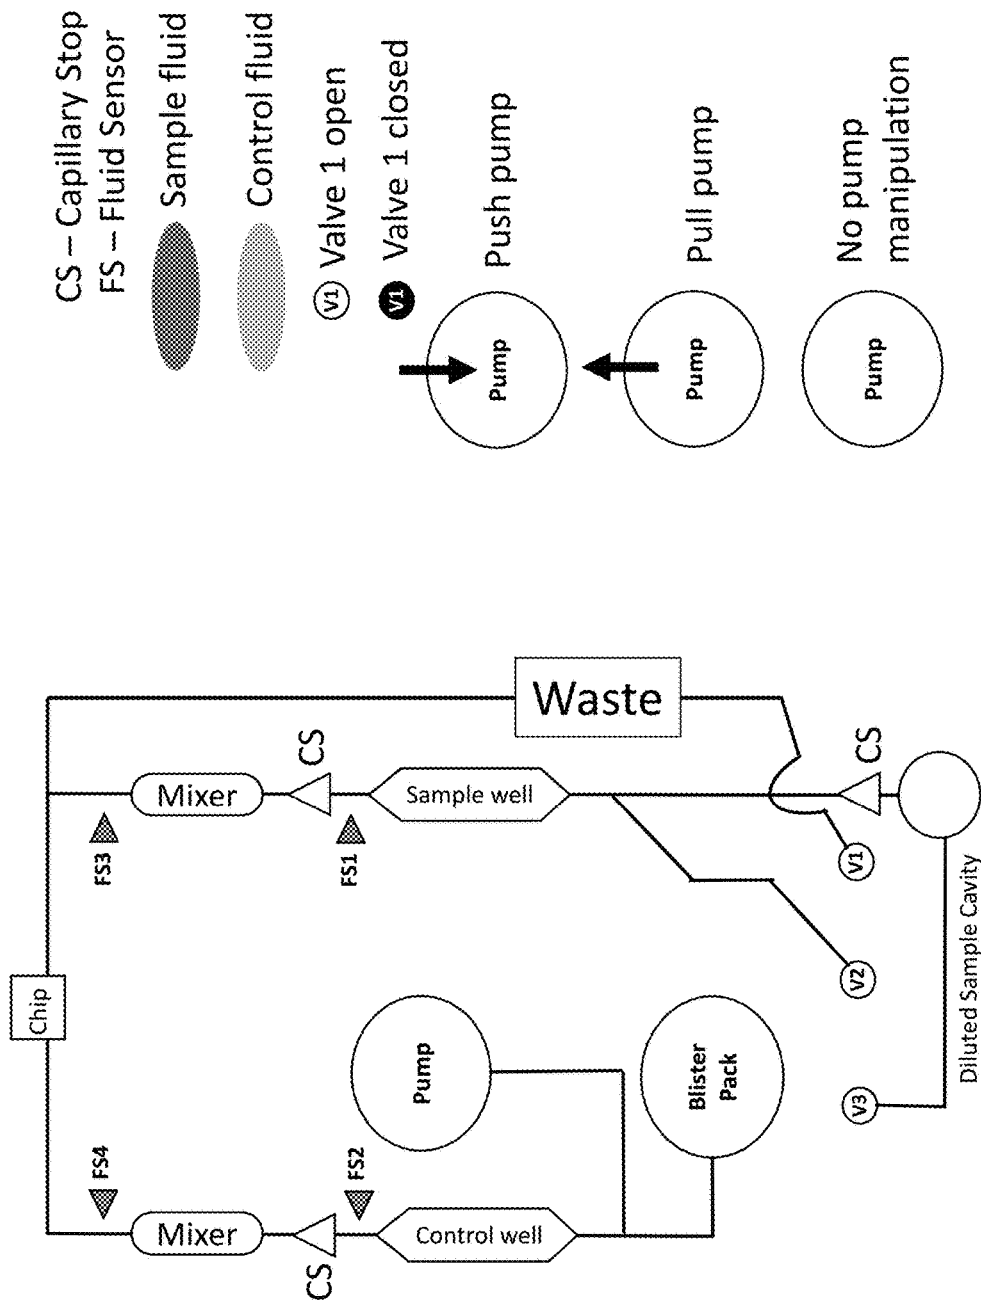 CS – Capillary Stop
FS – Fluid Sensor
Sample fluid
Control fluid
V1 Valve 1 open
V1 Valve 1 closed
Pump Push pump
Pump Pull pump
Pump No pump
manipulation
Chip
FS4
FS3
Mixer
Mixer
CS
CS
FS2
FS1
Control well
Sample well
Pump
Blister
Pack
Waste
CS
V1
V2
V3
Diluted Sample Cavity